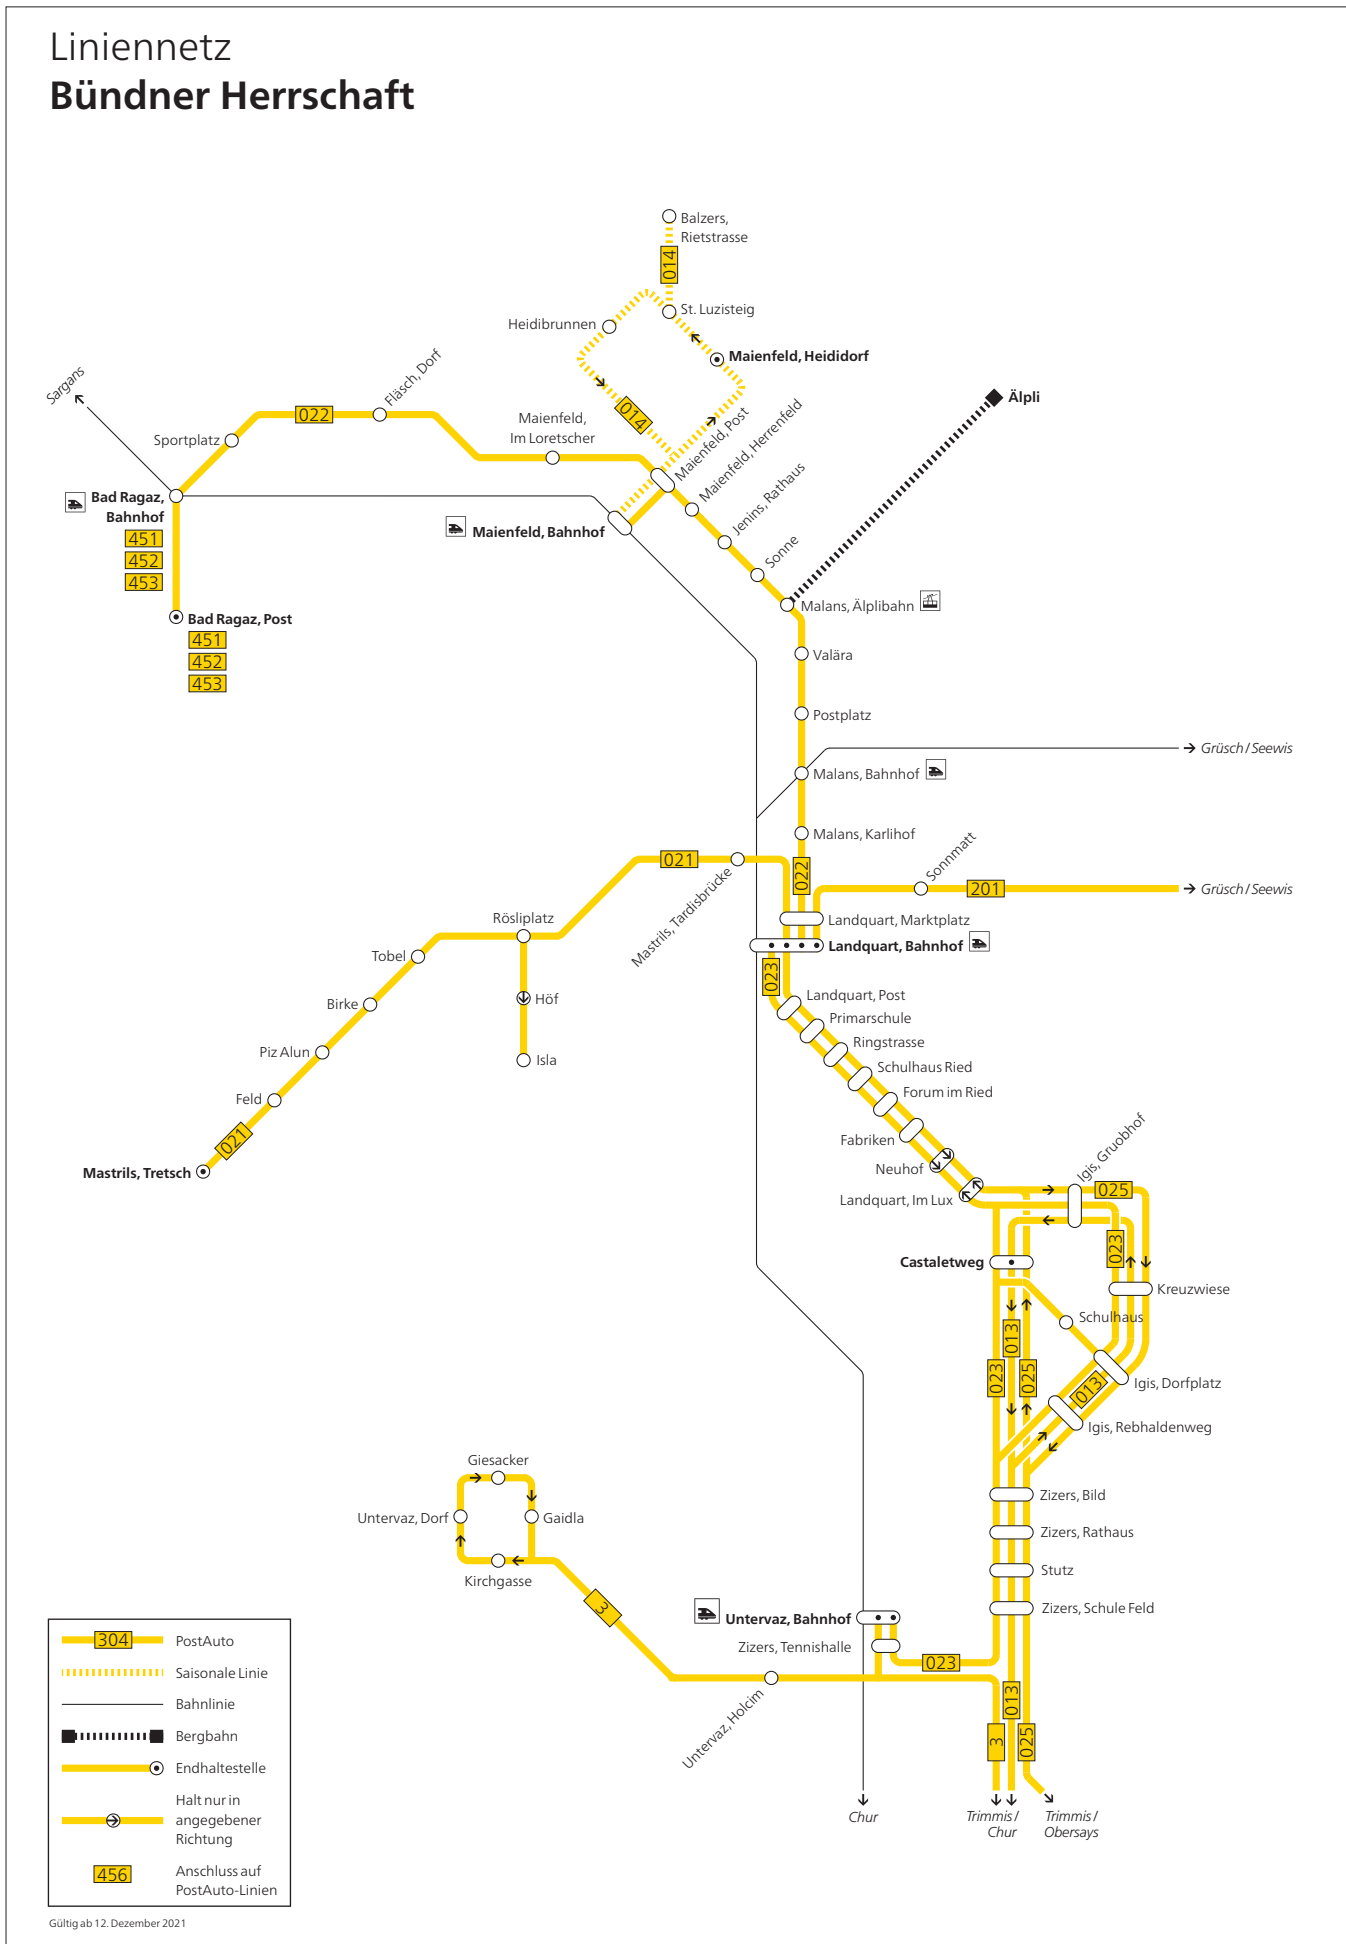 Liniennetz
Bündner Herrschaft
Balzers,
Rietstrasse
014
St. Luzisteig
Heidibrunnen
Maienfeld, Heididorf
014
Sargans
Fläsch, Dorf
022
Sportplatz
Maienfeld,
Im Loretscher
Maienfeld, Post
Maienfeld, Herrenfeld
Älpli
Bad Ragaz,
Bahnhof
451
452
453
Maienfeld, Bahnhof
Jenins, Rathaus
Sonne
Malans, Älplibahn
Bad Ragaz, Post
451
452
453
Valära
Postplatz
Grüsch / Seewis
Malans, Bahnhof
Malans, Karlihof
021
Mastrils, Tardisbrücke
022
Sonnmatt
201
Grüsch / Seewis
Landquart, Marktplatz
Landquart, Bahnhof
Rösliplatz
Tobel
Birke
Höf
Piz Alun
Isla
Feld
021
Mastrils, Tretsch
023
Landquart, Post
Primarschule
Ringstrasse
Schulhaus Ried
Forum im Ried
Fabriken
Neuhof
Landquart, Im Lux
Igis, Gruobhof
025
023
Castaletweg
Kreuzwiese
Schulhaus
013
023
025
013
Igis, Dorfplatz
Igis, Rebhaldenweg
Giesacker
Untervaz, Dorf
Gaidla
Kirchgasse
Zizers, Bild
Zizers, Rathaus
Stutz
Zizers, Schule Feld
3
Untervaz, Bahnhof
Zizers, Tennishalle
023
Untervaz, Holcim
013
3
025
Chur
Trimmis /
Chur
Trimmis /
Obersays
304
PostAuto
Saisonale Linie
Bahnlinie
Bergbahn
Endhaltestelle
Halt nur in
angegebener
Richtung
456
Anschluss auf
PostAuto-Linien
Gültig ab 12. Dezember 2021